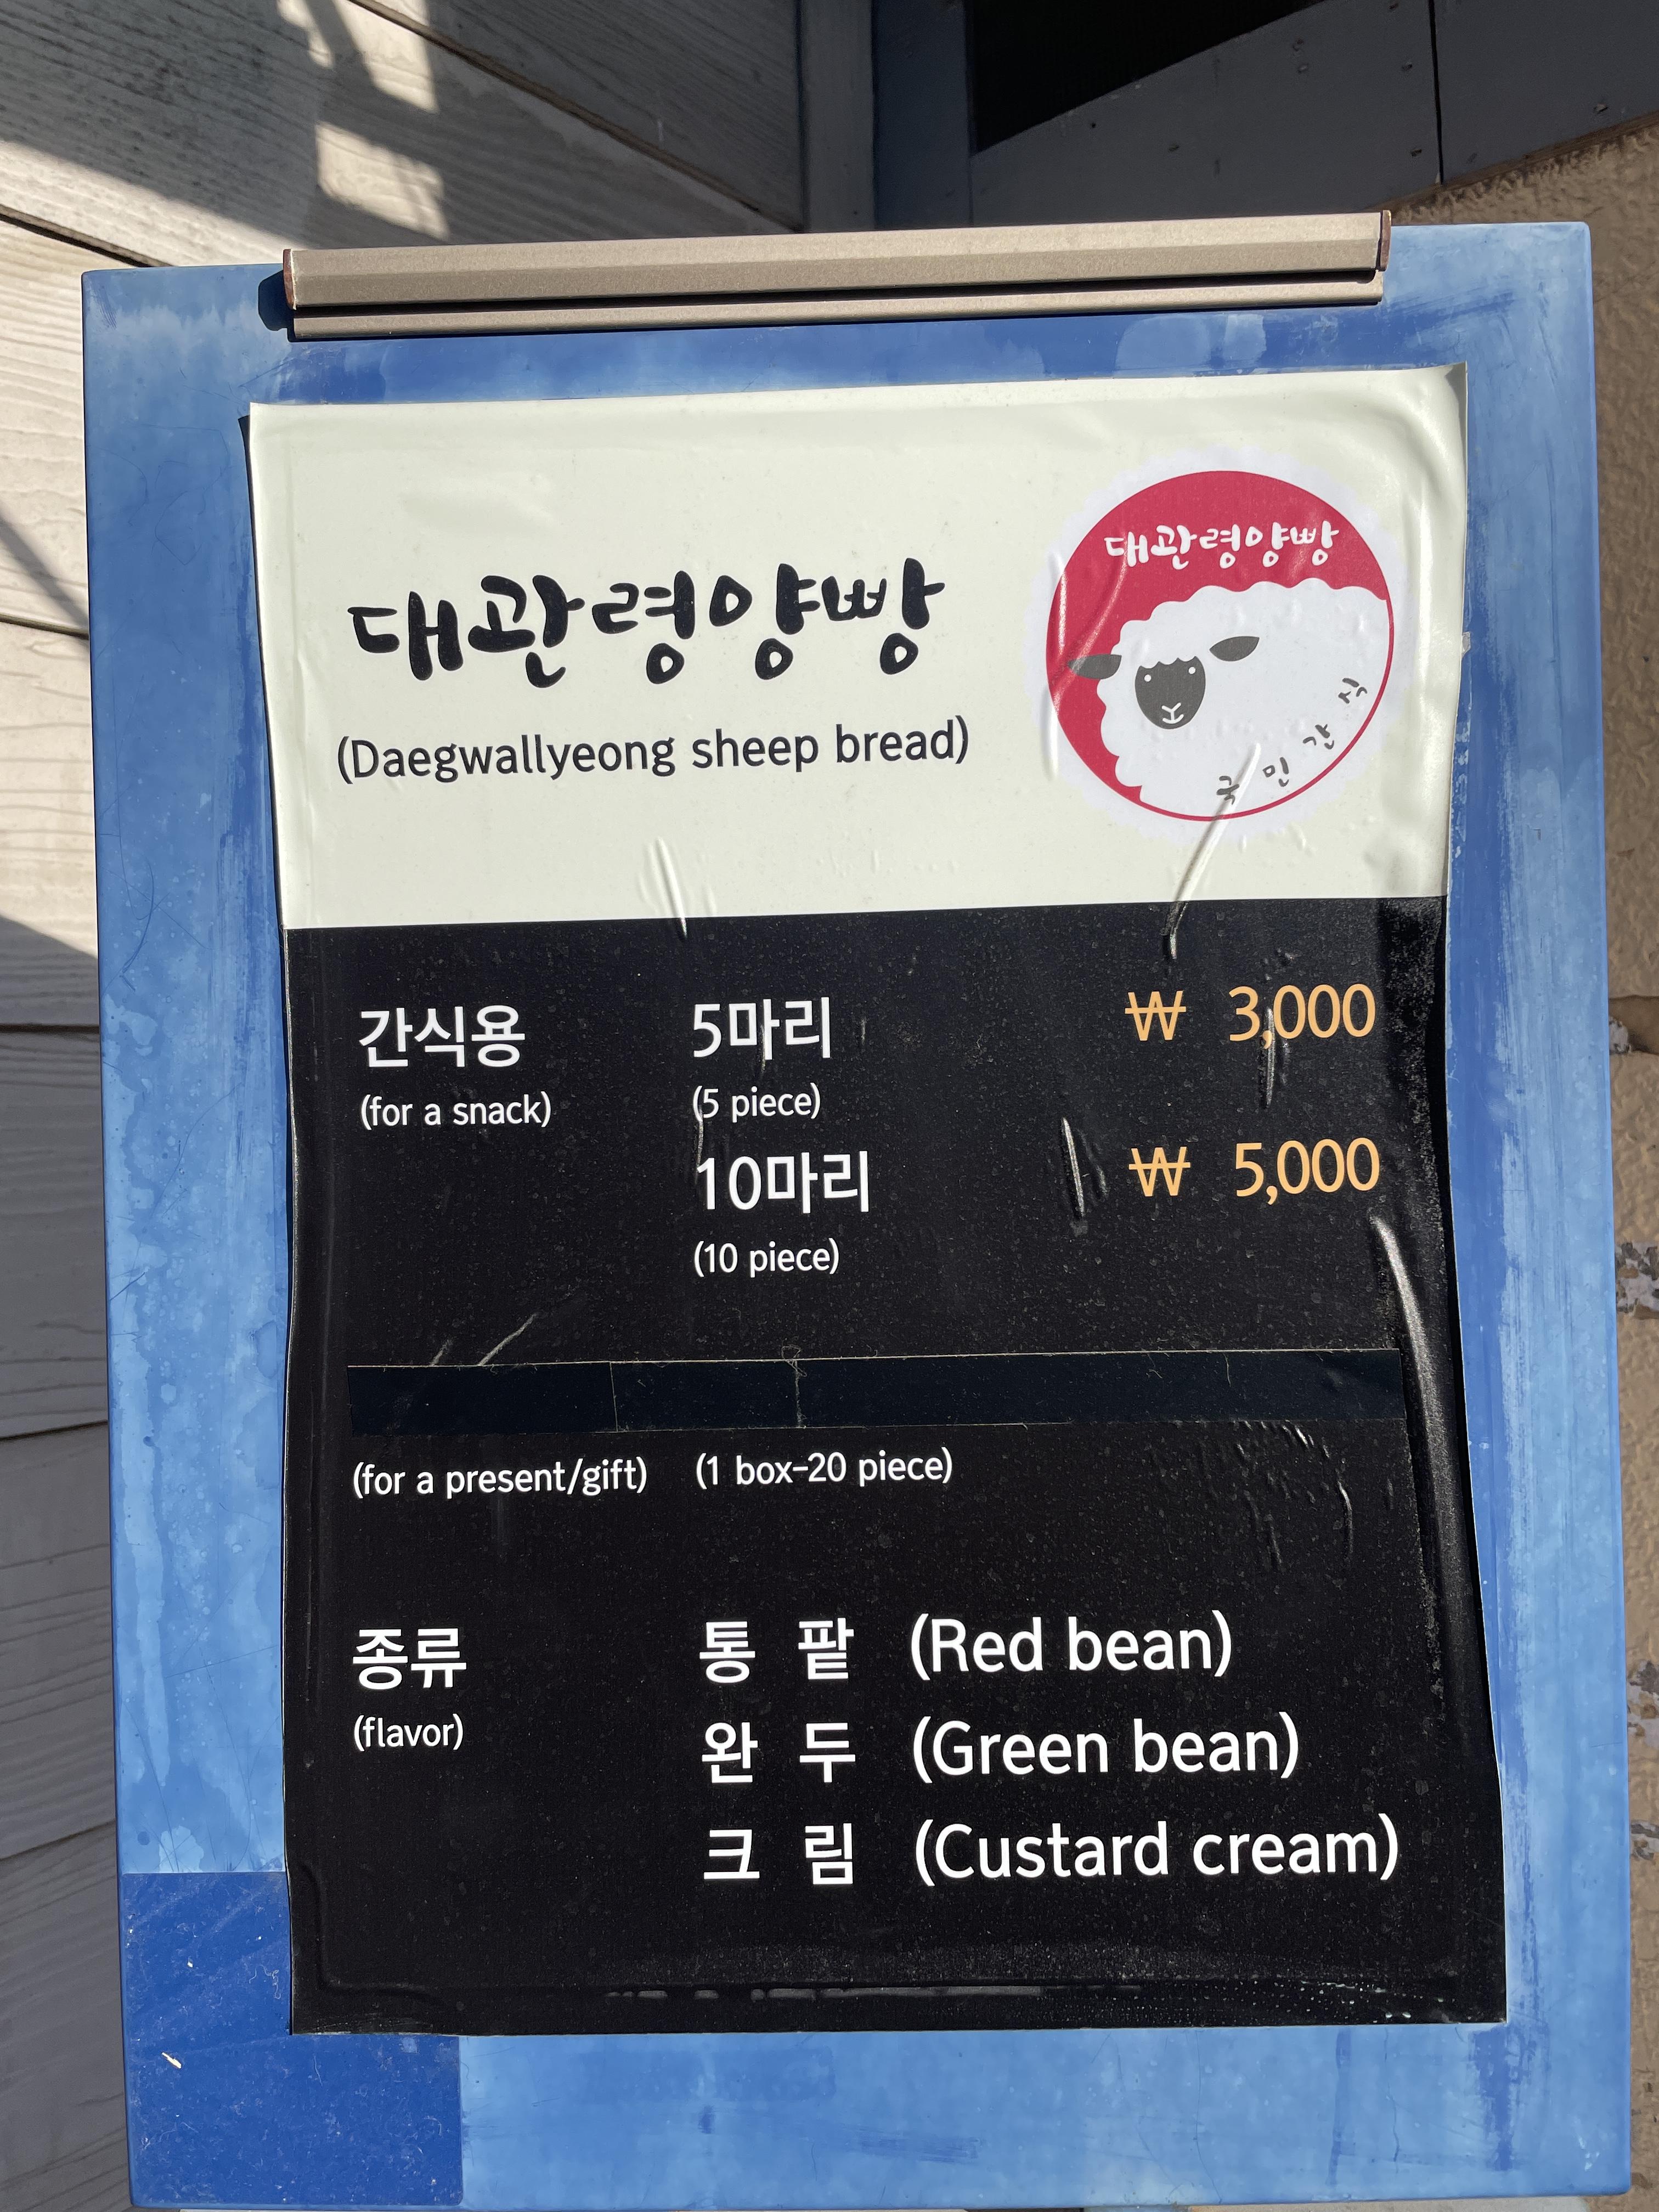 대관령양빵
(Daegwallyeong sheep bread)
대관령양빵
국민간식
간식용 5마리 ₩ 3,000
(for a snack) (5 piece)
10마리 ₩ 5,000
(10 piece)
(for a present/gift) (1 box-20 piece)
종류 통 팥 (Red bean)
(flavor) 완 두 (Green bean)
크 림 (Custard cream)